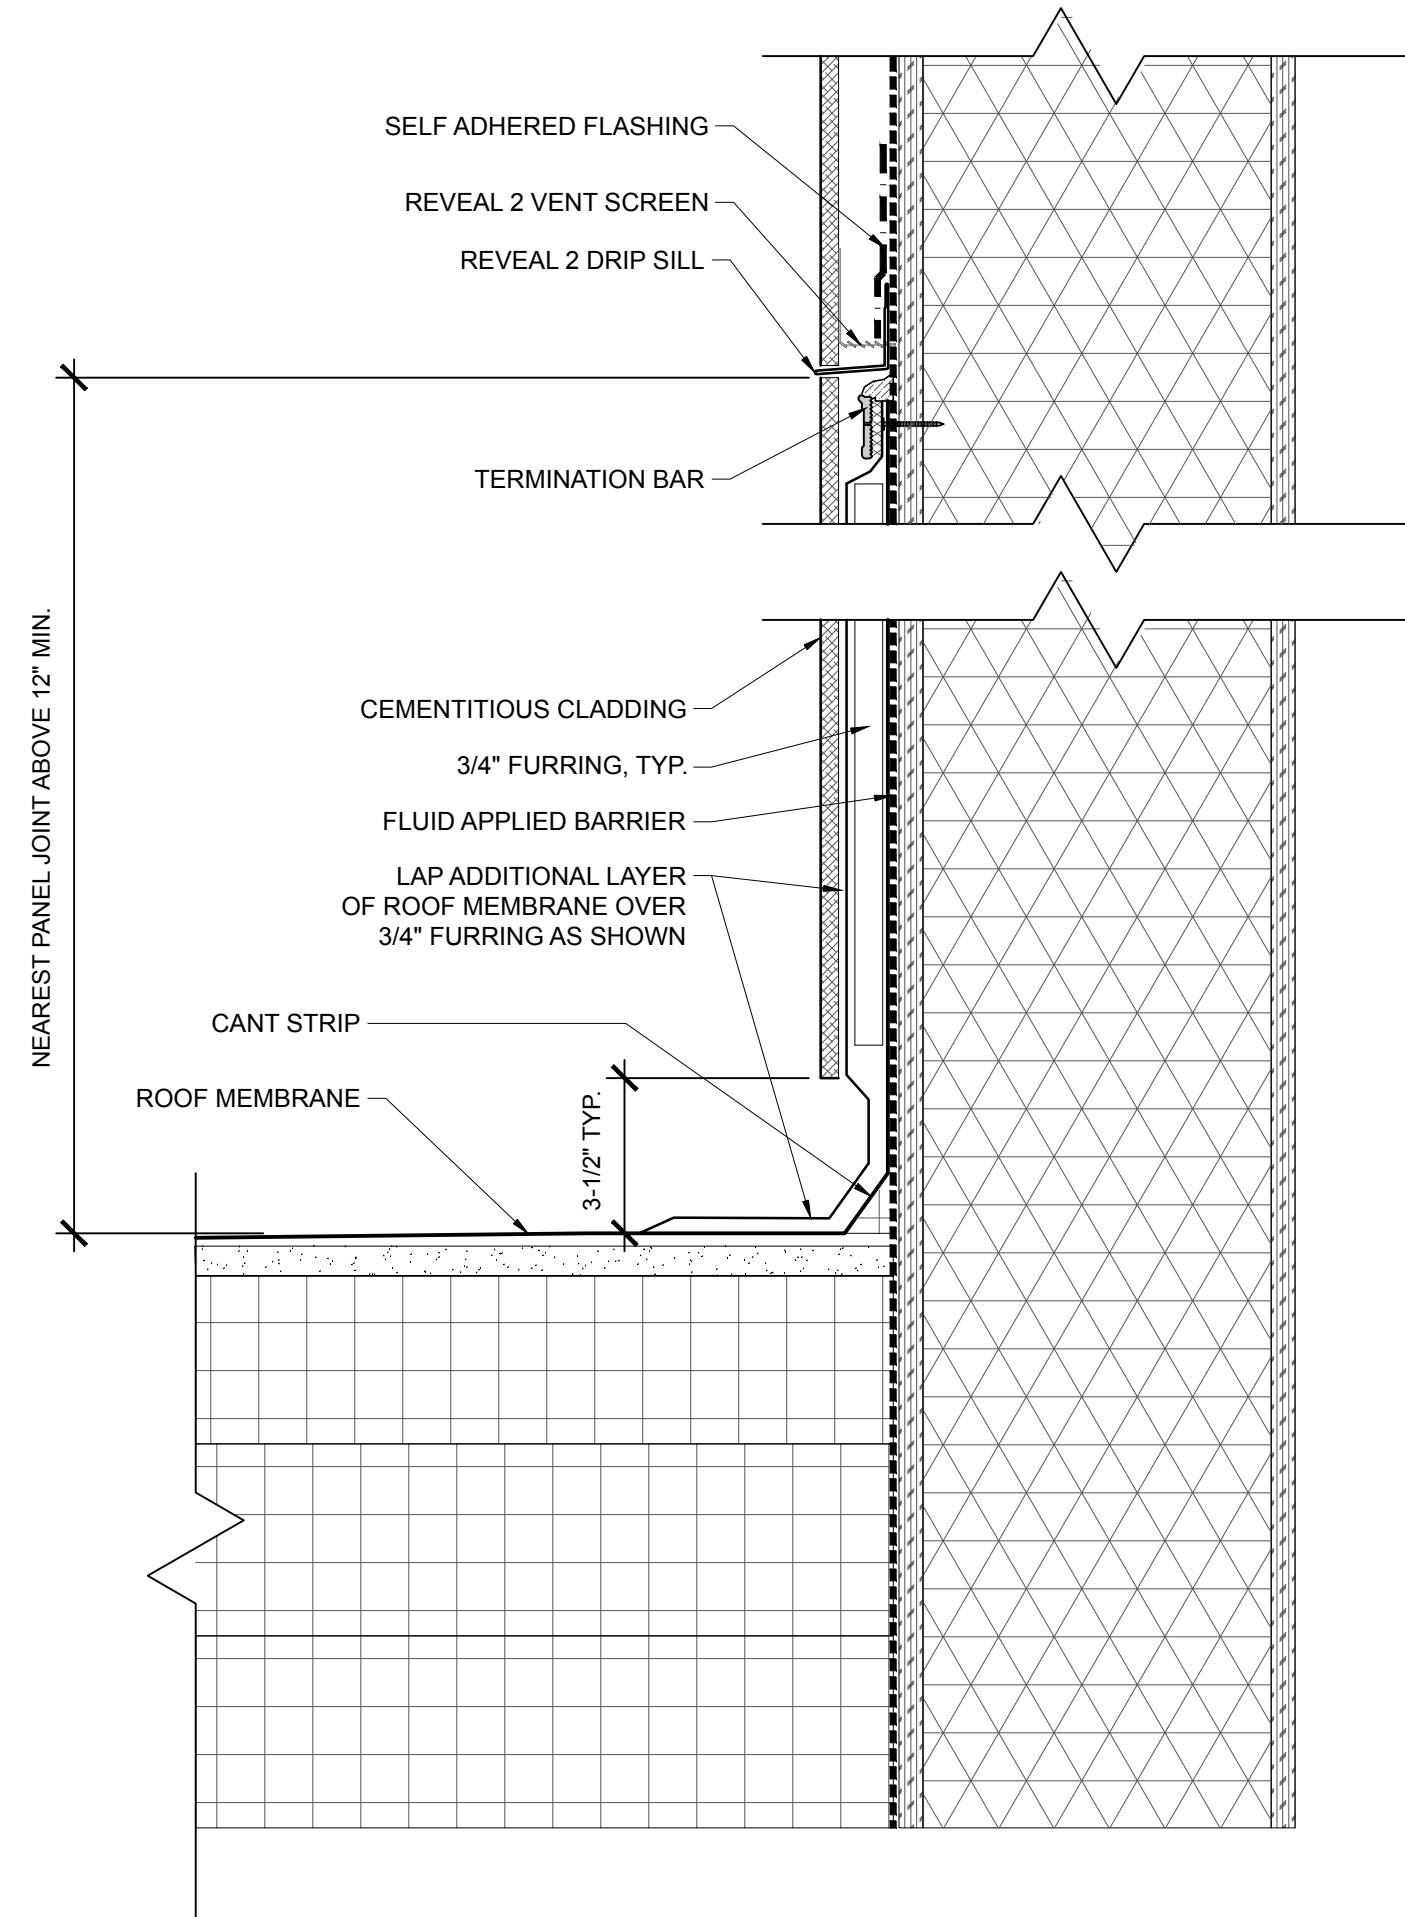 SELF ADHERED FLASHING
REVEAL 2 VENT SCREEN
REVEAL 2 DRIP SILL
TERMINATION BAR
NEAREST PANEL JOINT ABOVE 12" MIN.
CEMENTITIOUS CLADDING
3/4" FURRING, TYP.
FLUID APPLIED BARRIER
LAP ADDITIONAL LAYER
OF ROOF MEMBRANE OVER
3/4" FURRING AS SHOWN
CANT STRIP
ROOF MEMBRANE
3-1/2" TYP.